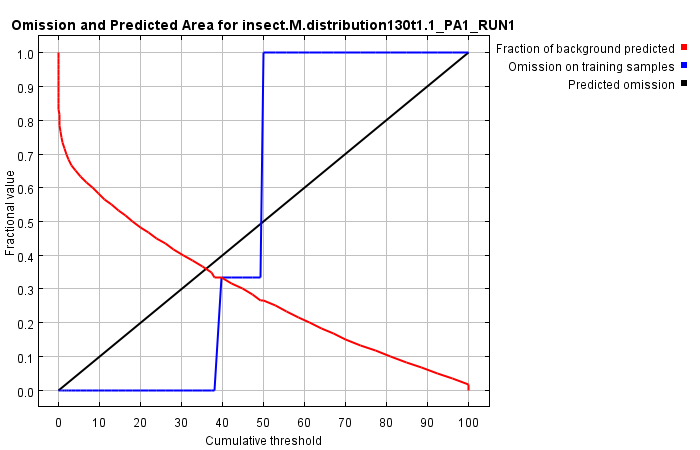 Omission and Predicted Area for insect.M.distribution130t1.1_PA1_RUN1
Fraction of background predicted
Omission on training samples
Predicted omission
Fractional value
1.0
0.9
0.8
0.7
0.6
0.5
0.4
0.3
0.2
0.1
0.0
0 10 20 30 40 50 60 70 80 90 100
Cumulative threshold